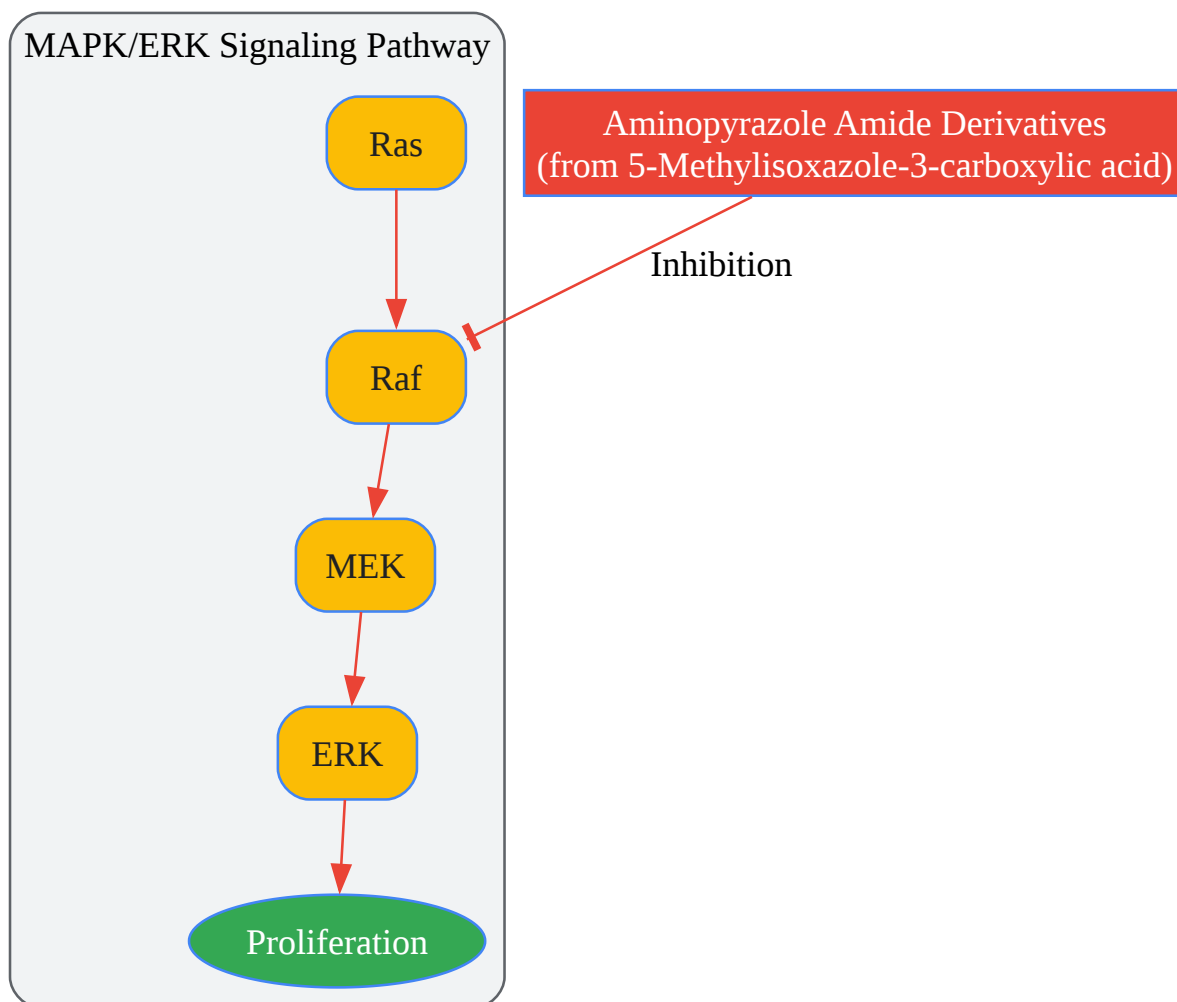 MAPK/ERK Signaling Pathway
Ras
Aminopyrazole Amide Derivatives
(from 5-Methylisoxazole-3-carboxylic acid)
Inhibition
Raf
MEK
ERK
Proliferation